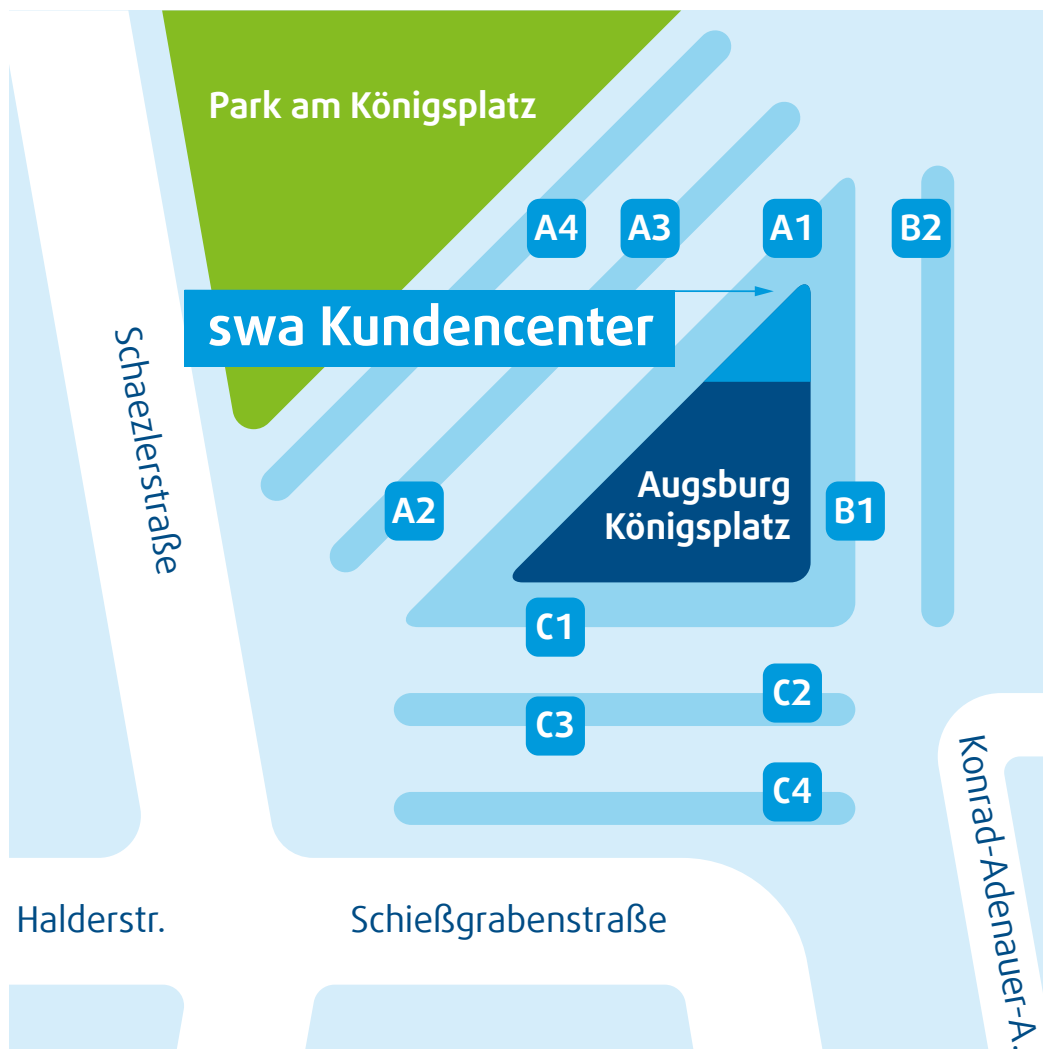 Park am Königsplatz
A4
A3
A1
B2
swa Kundencenter
Schaezlerstraße
Augsburg
Königsplatz
A2
B1
C1
C2
C3
C4
Konrad-Adenauer-A.
Halderstr.
Schießgrabenstraße